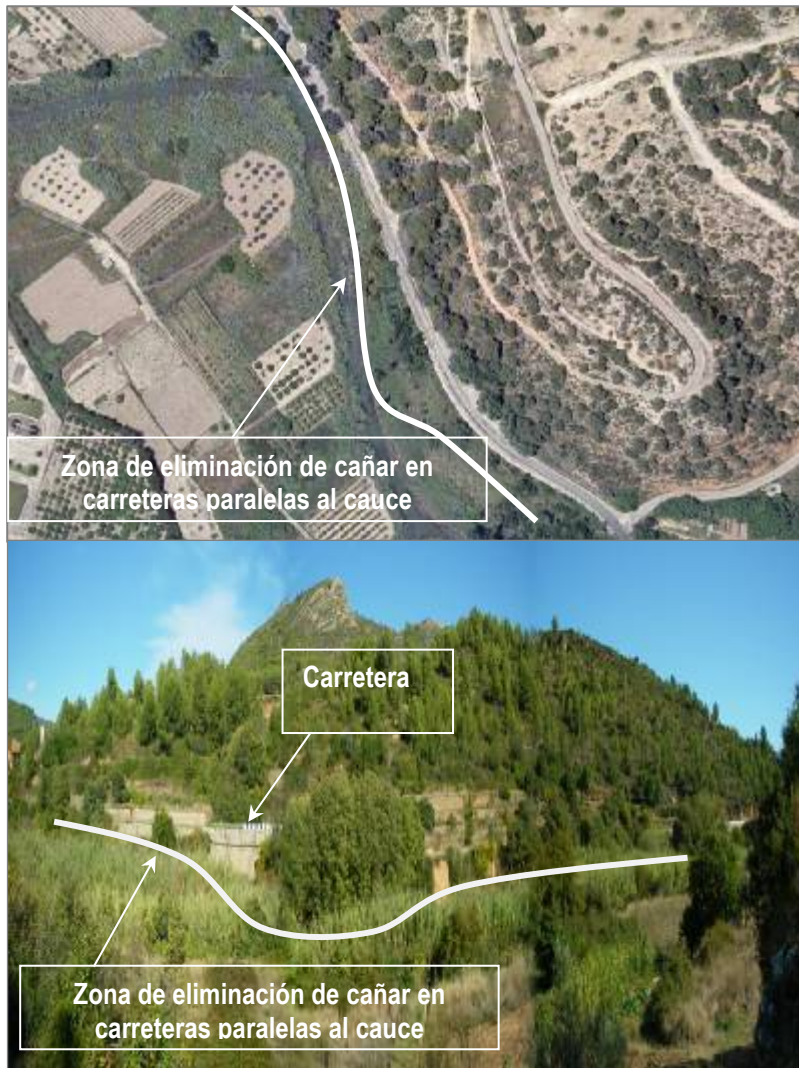 Zona de eliminación de cañar en
carreteras paralelas al cauce
Carretera
Zona de eliminación de cañar en
carreteras paralelas al cauce